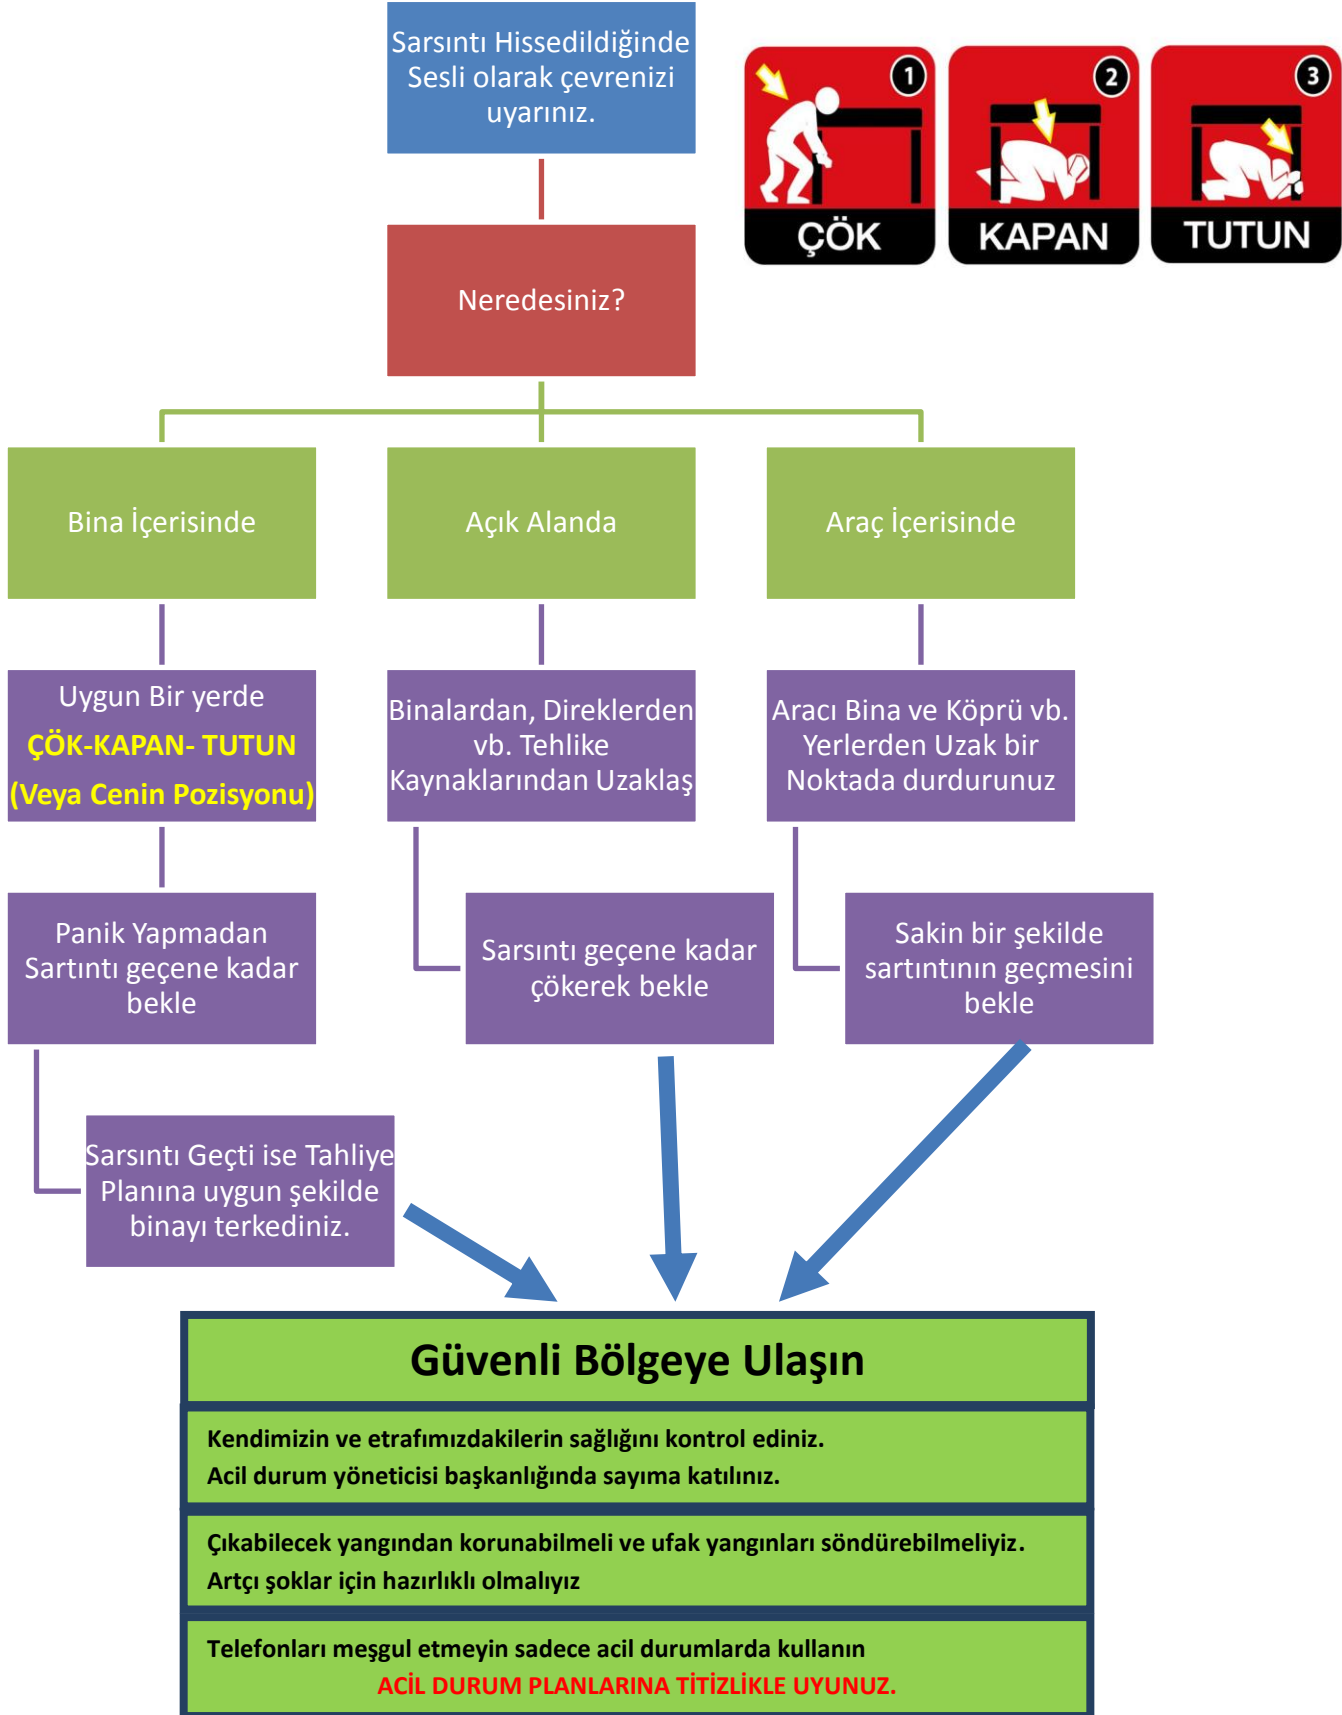 Sarsıntı Hissedildiğinde
Sesli olarak çevrenizi
uyarınız.
1
ÇÖK
2
KAPAN
3
TUTUN
Neredesiniz?
Bina İçerisinde
Açık Alanda
Araç İçerisinde
Uygun Bir yerde
ÇÖK-KAPAN- TUTUN
(Veya Cenin Pozisyonu)
Binalardan, Direklerden
vb. Tehlike
Kaynaklarından Uzaklaş
Aracı Bina ve Köprü vb.
Yerlerden Uzak bir
Noktada durdurunuz
Panik Yapmadan
Sartıntı geçene kadar
bekle
Sarsıntı geçene kadar
çökerek bekle
Sakin bir şekilde
sartıntının geçmesini
bekle
Sarsıntı Geçti ise Tahliye
Planına uygun şekilde
binayı terkediniz.
Güvenli Bölgeye Ulaşın
Kendimizin ve etrafımızdakilerin sağlığını kontrol ediniz.
Acil durum yöneticisi başkanlığında sayıma katılınız.
Çıkabilecek yangından korunabilmeli ve ufak yangınları söndürebilmeliyiz.
Artçı şoklar için hazırlıklı olmalıyız
Telefonları meşgul etmeyin sadece acil durumlarda kullanın
ACİL DURUM PLANLARINA TİTİZLİKLE UYUNUZ.